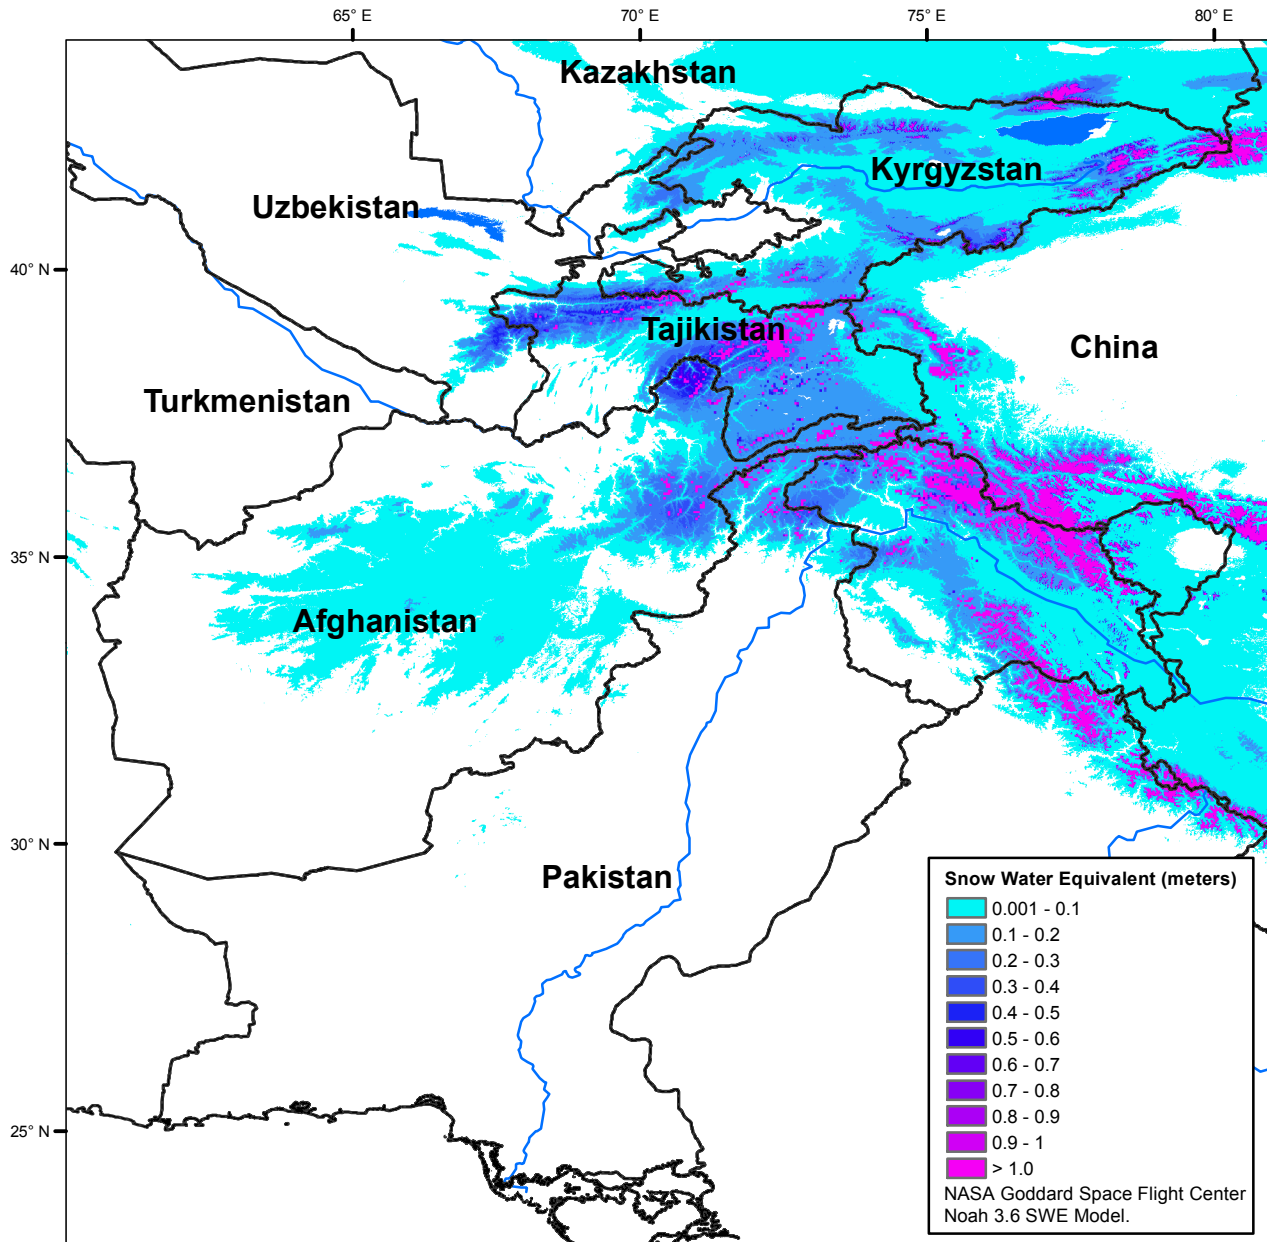 65° E
70° E
75° E
80° E
Kazakhstan
Kyrgyzstan
Uzbekistan
40° N
Tajikistan
China
Turkmenistan
35° N
Afghanistan
30° N
Pakistan
25° N
Snow Water Equivalent (meters)
0.001 - 0.1
0.1 - 0.2
0.2 - 0.3
0.3 - 0.4
0.4 - 0.5
0.5 - 0.6
0.6 - 0.7
0.7 - 0.8
0.8 - 0.9
0.9 - 1
> 1.0
NASA Goddard Space Flight Center
Noah 3.6 SWE Model.